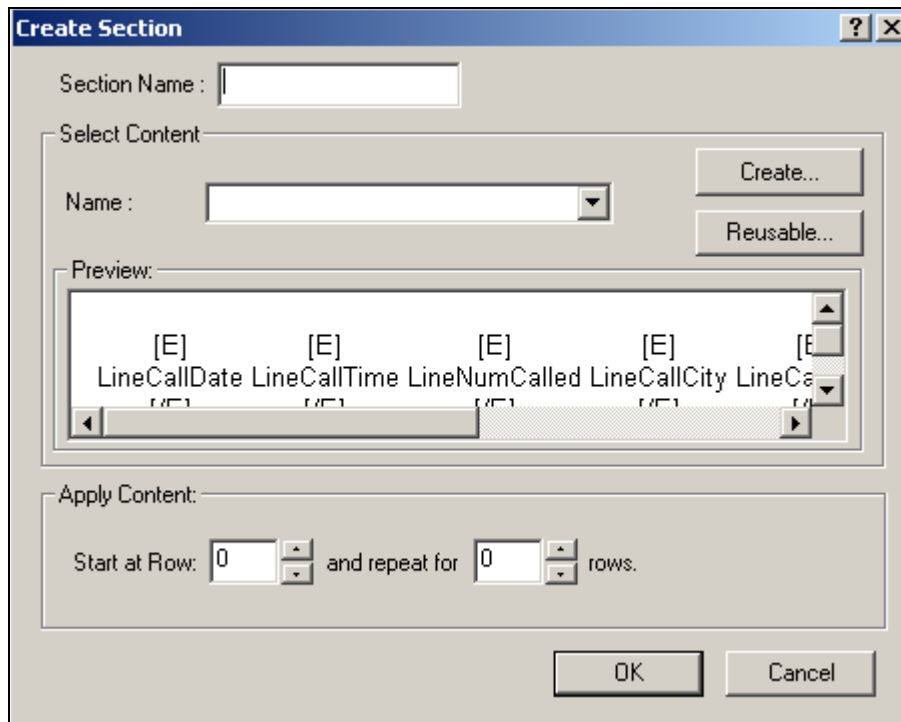 Create Section
Section Name :
Select Content
Create...
Name :
Reusable...
Preview:
[E] [E] [E] [E]
LineCallDate LineCallTime LineNumCalled LineCallCity
[/E] [/E] [/E] [/E]
Apply Content:
Start at Row: 0 and repeat for 0 rows.
OK Cancel